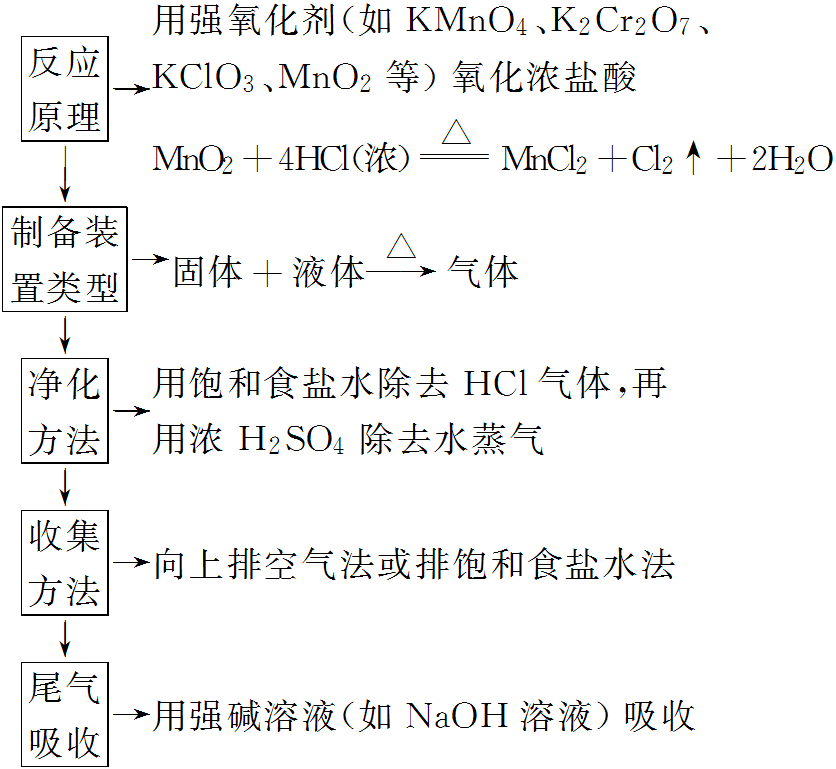 反应
原理
用强氧化剂(如 KMnO4、K2Cr2O7、
KClO3、MnO2 等) 氧化浓盐酸
MnO2+4HCl(浓) △ MnCl2+Cl2↑+2H2O
制备装
置类型
固体+液体 △ 气体
净化
方法
用饱和食盐水除去 HCl 气体,再
用浓 H2SO4 除去水蒸气
收集
方法
向上排空气法或排饱和食盐水法
尾气
吸收
用强碱溶液(如 NaOH 溶液) 吸收